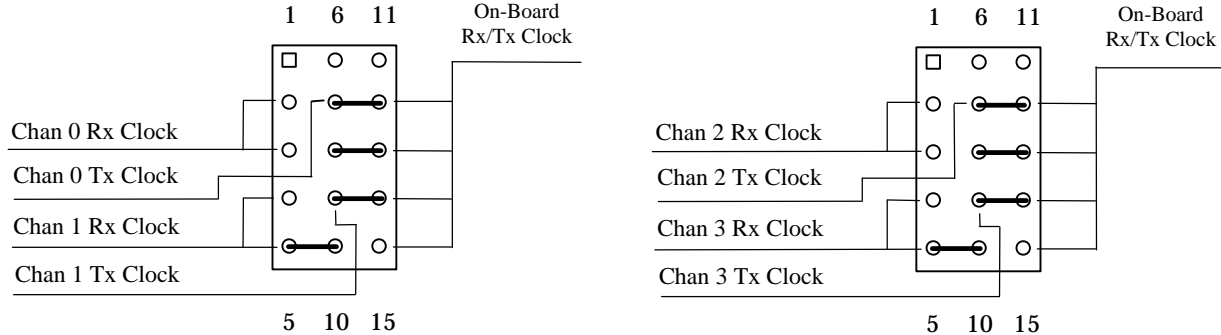 1 6 11
On-Board
Rx/Tx Clock
Chan 0 Rx Clock
Chan 0 Tx Clock
Chan 1 Rx Clock
Chan 1 Tx Clock
5 10 15
1 6 11
On-Board
Rx/Tx Clock
Chan 2 Rx Clock
Chan 2 Tx Clock
Chan 3 Rx Clock
Chan 3 Tx Clock
5 10 15